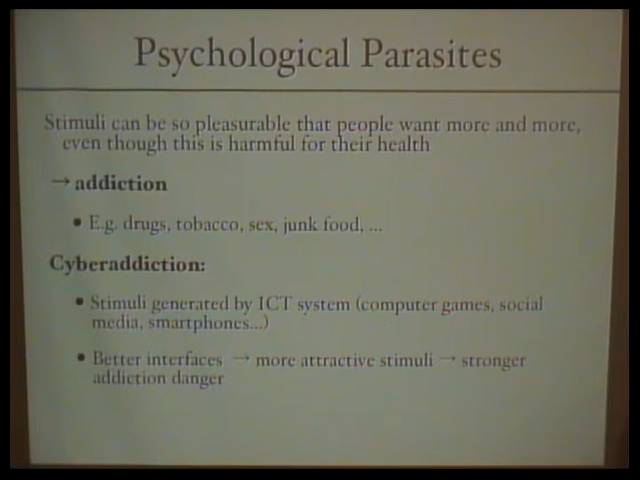 Psychological Parasites
Stimuli can be so pleasurable that people want more and more,
even though this is harmful for their health
→ addiction
• E.g. drugs, tobacco, sex, junk food, ...
Cyberaddiction:
• Stimuli generated by ICT system (computer games, social
media, smartphones...)
• Better interfaces → more attractive stimuli → stronger
addiction danger